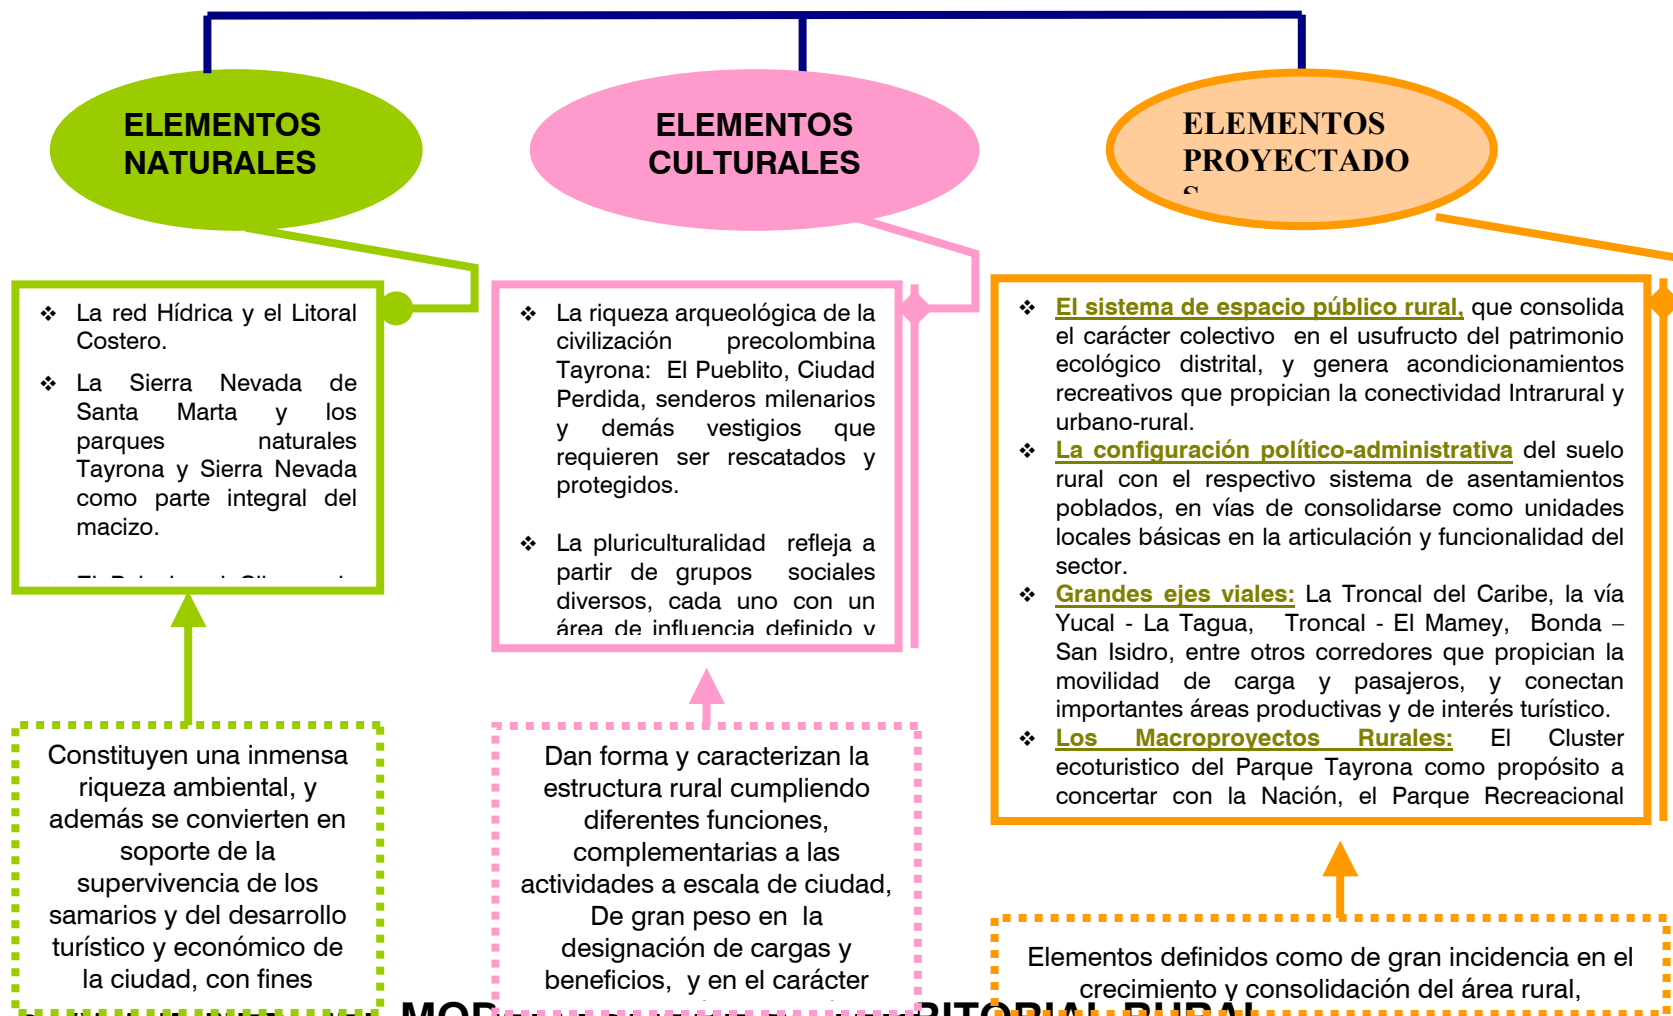 ELEMENTOS
NATURALES
ELEMENTOS
CULTURALES
ELEMENTOS
PROYECTADO
❖ La red Hídrica y el Litoral
Costero.
❖ La Sierra Nevada de
Santa Marta y los
parques naturales
Tayrona y Sierra Nevada
como parte integral del
macizo.
❖ La riqueza arqueológica de la
civilización precolombina
Tayrona: El Pueblito, Ciudad
Perdida, senderos milenarios
y demás vestigios que
requieren ser rescatados y
protegidos.
❖ La pluriculturalidad refleja a
partir de grupos sociales
diversos, cada uno con un
área de influencia definido y
❖ El sistema de espacio público rural, que consolida
el carácter colectivo en el usufructo del patrimonio
ecológico distrital, y genera acondicionamientos
recreativos que propician la conectividad Intrarural y
urbano-rural.
❖ La configuración político-administrativa del suelo
rural con el respectivo sistema de asentamientos
poblados, en vías de consolidarse como unidades
locales básicas en la articulación y funcionalidad del
sector.
❖ Grandes ejes viales: La Troncal del Caribe, la vía
Yucal - La Tagua, Troncal - El Mamey, Bonda –
San Isidro, entre otros corredores que propician la
movilidad de carga y pasajeros, y conectan
importantes áreas productivas y de interés turístico.
❖ Los Macroproyectos Rurales: El Cluster
ecoturistico del Parque Tayrona como propósito a
concertar con la Nación, el Parque Recreacional
Constituyen una inmensa
riqueza ambiental, y
además se convierten en
soporte de la
supervivencia de los
samarios y del desarrollo
turístico y económico de
la ciudad, con fines
Dan forma y caracterizan la
estructura rural cumpliendo
diferentes funciones,
complementarias a las
actividades a escala de ciudad,
De gran peso en la
designación de cargas y
beneficios, y en el carácter
Elementos definidos como de gran incidencia en el
crecimiento y consolidación del área rural,
RURAL